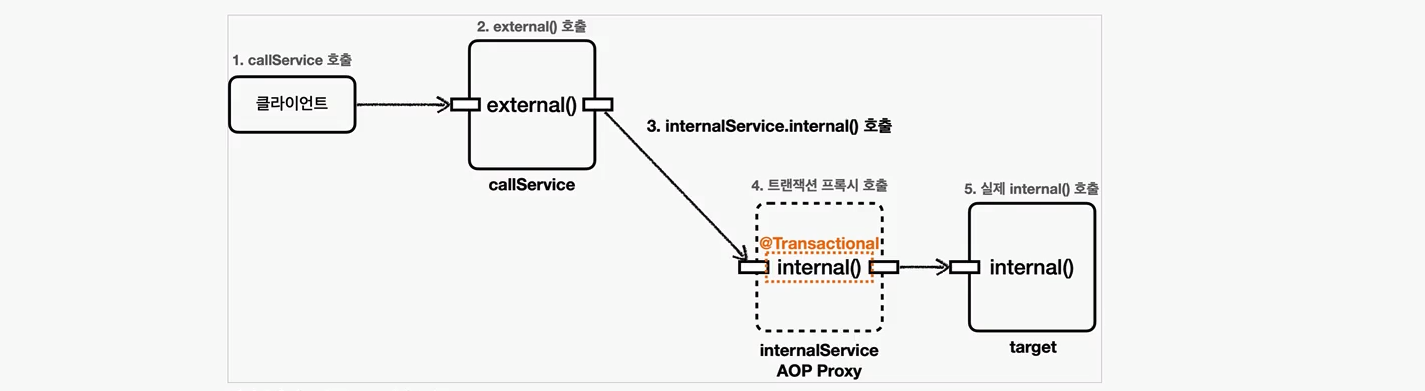 2. external() 호출
1. callService 호출
클라이언트
external()
3. internalService.internal() 호출
callService
4. 트랜잭션 프록시 호출
5. 실제 internal() 호출
@Transactional
internal()
internal()
internalService
AOP Proxy
target